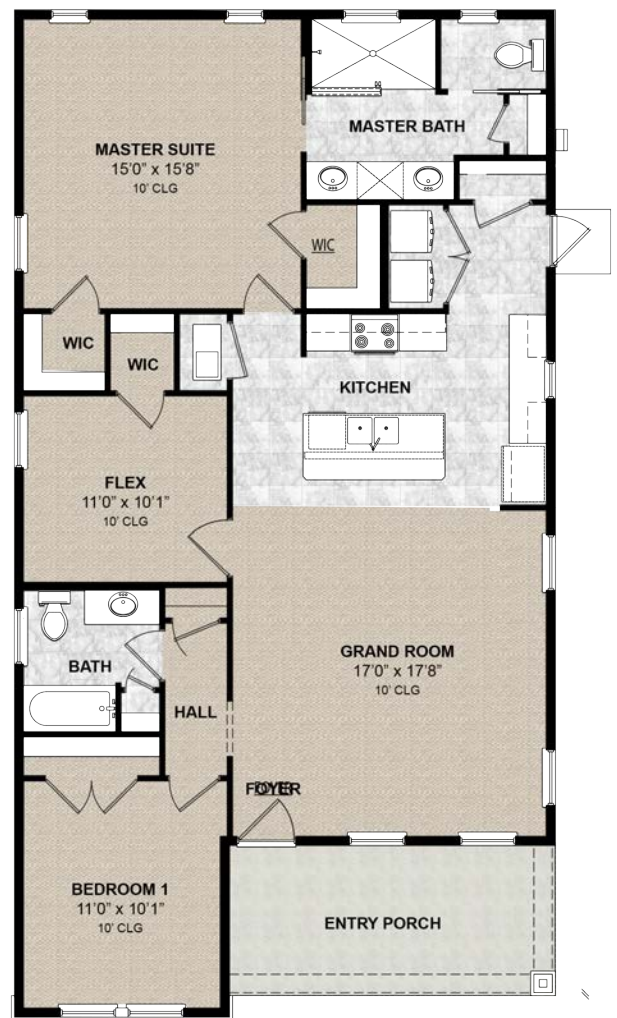 MASTER SUITE
15'0" x 15'8"
10' CLG
MASTER BATH
WIC
WIC
WIC
KITCHEN
FLEX
11'0" x 10'1"
10' CLG
GRAND ROOM
17'0" x 17'8"
10' CLG
BATH
HALL
FOYER
BEDROOM 1
11'0" x 10'1"
10' CLG
ENTRY PORCH